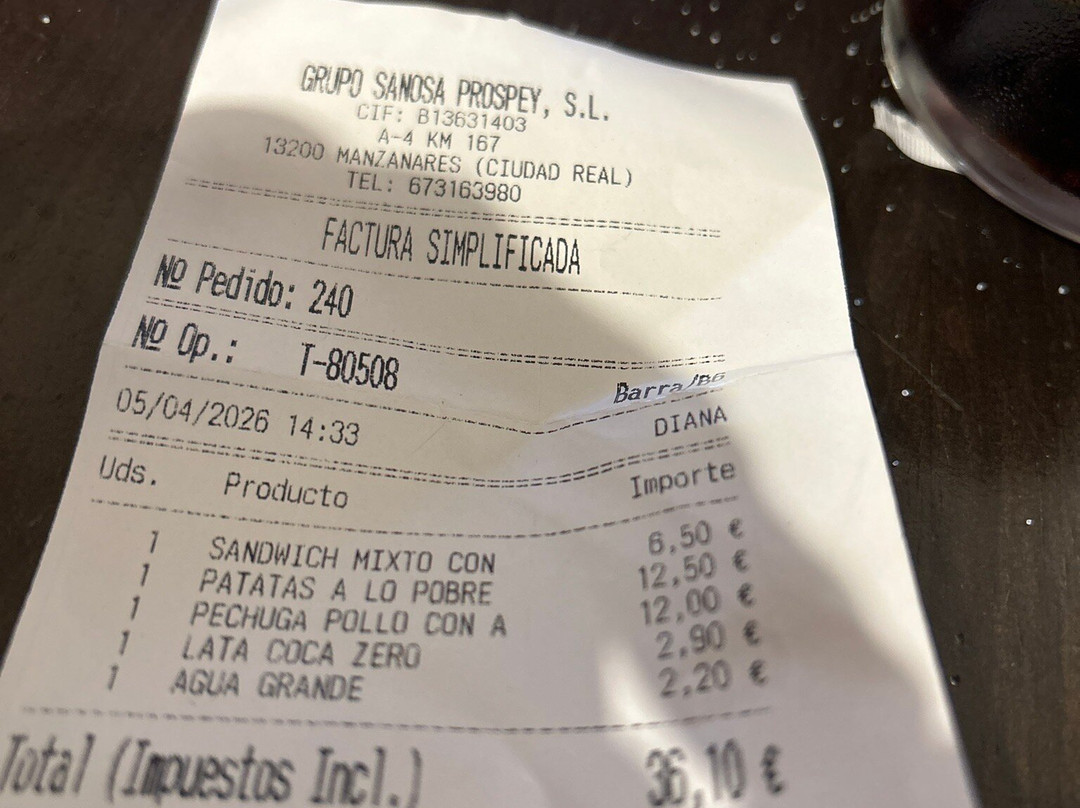 GRUPO SANOSA PROSPEY, S.L.
CIF: B13631403
A-4 KM 167
13200 MANZANARES (CIUDAD REAL)
TEL: 673163980
FACTURA SIMPLIFICADA
Nº Pedido: 240
Nº Op.: T-80508 Barra/
05/04/2026 14:33 DIANA
Uds. Producto Importe
1 SANDWICH MIXTO CON 6,50 €
1 PATATAS A LO POBRE 12,50 €
1 PECHUGA POLLO CON A 12,00 €
1 LATA COCA ZERO 2,90 €
1 AGUA GRANDE 2,20 €
Total (Impuestos Incl.) 36,10 €